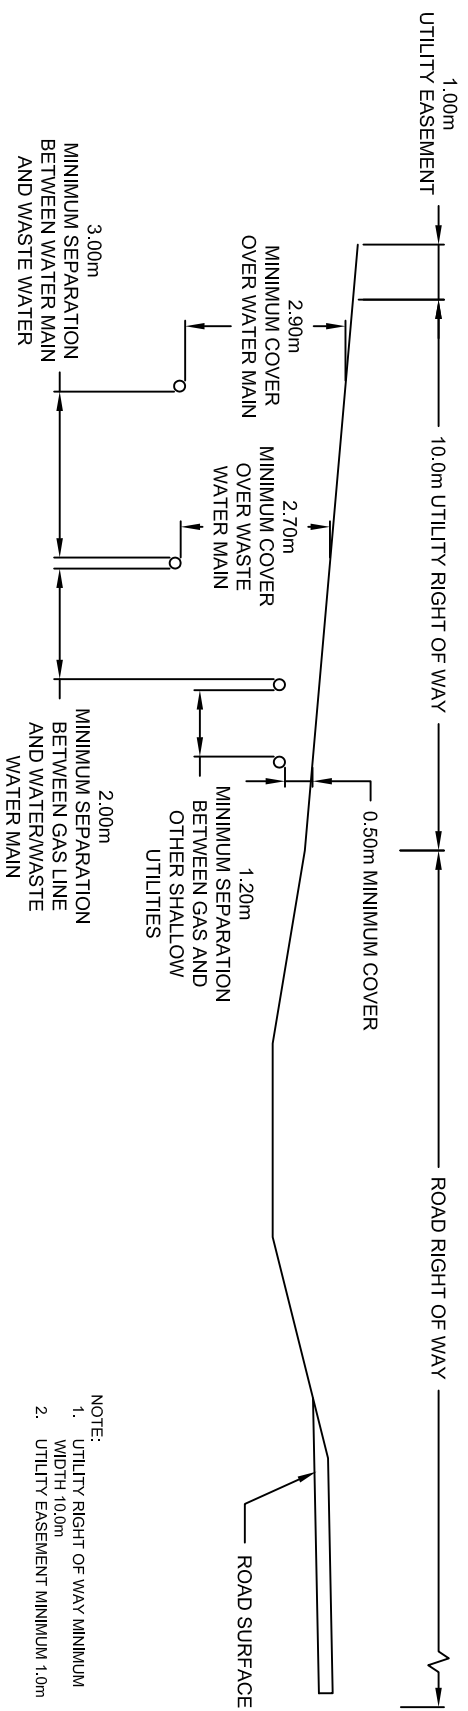 1.00m
UTILITY EASEMENT
10.0m UTILITY RIGHT OF WAY
ROAD RIGHT OF WAY
0.50m MINIMUM COVER
2.90m
MINIMUM COVER
OVER WATER MAIN
2.70m
MINIMUM COVER
OVER WASTE
WATER MAIN
ROAD SURFACE
1.20m
MINIMUM SEPARATION
BETWEEN GAS AND
OTHER SHALLOW
UTILITIES
3.00m
MINIMUM SEPARATION
BETWEEN WATER MAIN
AND WASTE WATER
2.00m
MINIMUM SEPARATION
BETWEEN GAS LINE
AND WATER/WASTE
WATER MAIN
NOTE:
1. UTILITY RIGHT OF WAY MINIMUM
WIDTH 10.0m
2. UTILITY EASEMENT MINIMUM 1.0m